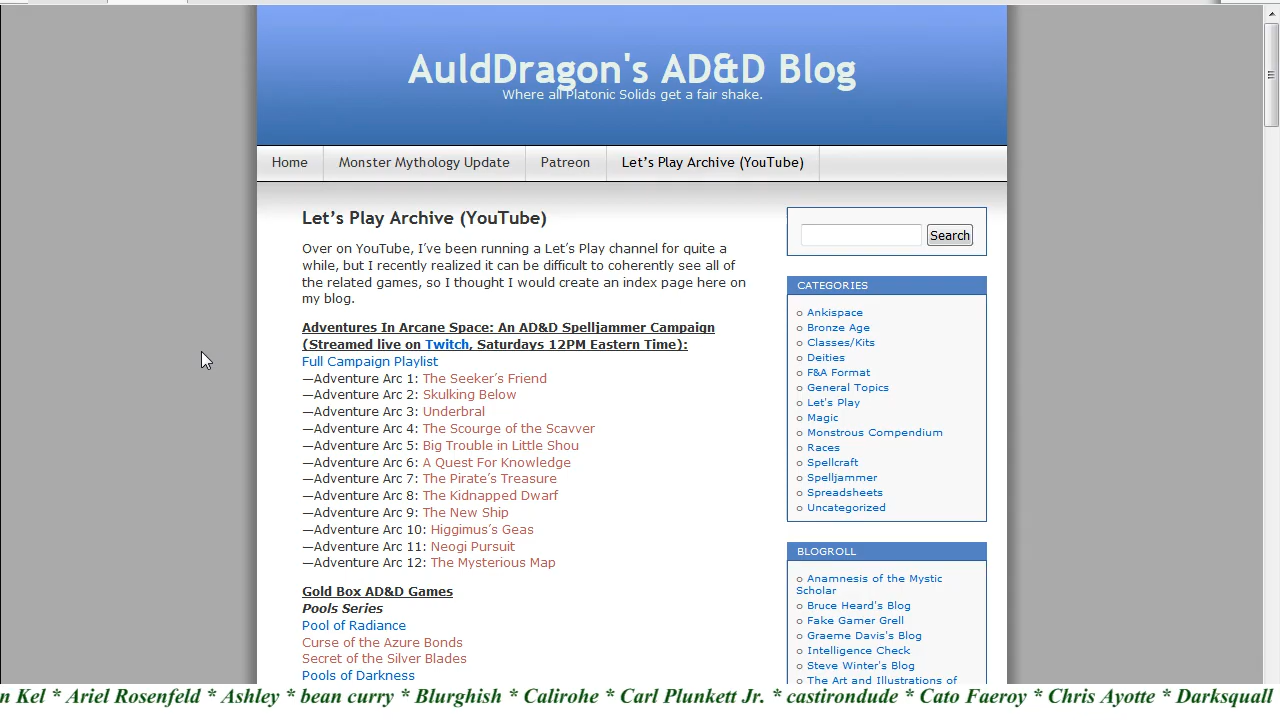 AuldDragon's AD&D Blog
Where all Platonic Solids get a fair shake.
Home
Monster Mythology Update
Patreon
Let's Play Archive (YouTube)
Let's Play Archive (YouTube)
Over on YouTube, I've been running a Let's Play channel for quite a
while, but I recently realized it can be difficult to coherently see all of
the related games, so I thought I would create an index page here on
my blog.
Adventures In Arcane Space: An AD&D Spelljammer Campaign
(Streamed live on Twitch, Saturdays 12PM Eastern Time):
Full Campaign Playlist
—Adventure Arc 1: The Seeker's Friend
—Adventure Arc 2: Skulking Below
—Adventure Arc 3: Underbral
—Adventure Arc 4: The Scourge of the Scavver
—Adventure Arc 5: Big Trouble in Little Shou
—Adventure Arc 6: A Quest For Knowledge
—Adventure Arc 7: The Pirate's Treasure
—Adventure Arc 8: The Kidnapped Dwarf
—Adventure Arc 9: The New Ship
—Adventure Arc 10: Higgimus's Geas
—Adventure Arc 11: Neogi Pursuit
—Adventure Arc 12: The Mysterious Map
Gold Box AD&D Games
Pools Series
Pool of Radiance
Curse of the Azure Bonds
Secret of the Silver Blades
Pools of Darkness
Search
CATEGORIES
Ankispace
Bronze Age
Classes/Kits
Deities
F&A Format
General Topics
Let's Play
Magic
Monstrous Compendium
Races
Spellcraft
Spelljammer
Spreadsheets
Uncategorized
BLOGROLL
Anamnesis of the Mystic
Scholar
Bruce Heard's Blog
Fake Gamer Grell
Graeme Davis's Blog
Intelligence Check
Steve Winter's Blog
The Art and Illustrations of
n Kel * Ariel Rosenfeld * Ashley * bean curry * Blurghish * Calirohe * Carl Plunkett Jr. * castirondude * Cato Faeroy * Chris Ayotte * Darksquall